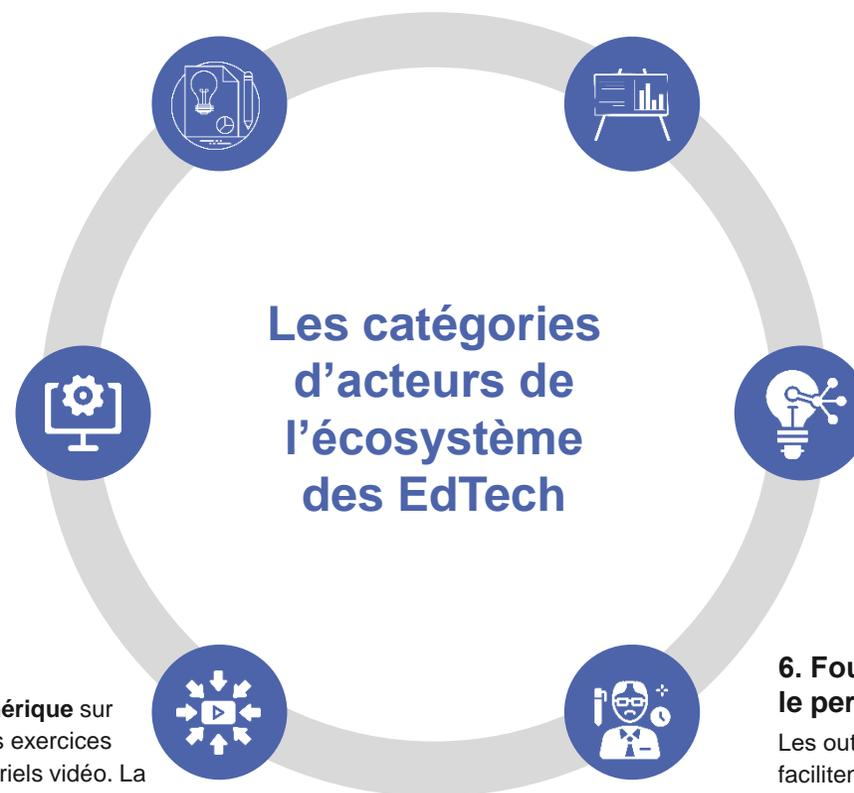 Les catégories
d’acteurs de
l’écosystème
des EdTech
érique sur
s exercices
riels vidéo. La
6. Fou
le per
Les out
faciliter